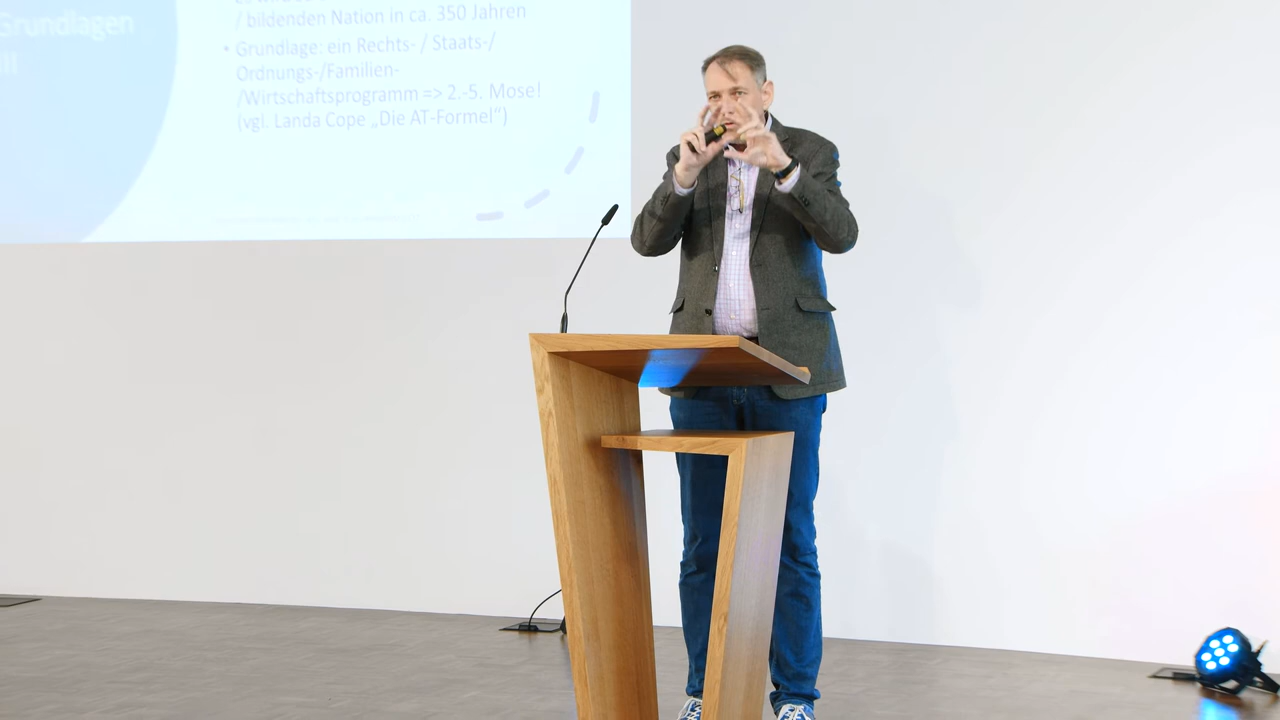 Grundlagen
/ bildenden Nation in ca. 350 Jahren
• Grundlage: ein Rechts- / Staats-/
Ordnungs-/Familien-
/Wirtschaftsprogramm => 2.-5. Mose!
(vgl. Landa Cope „Die AT-Formel“)